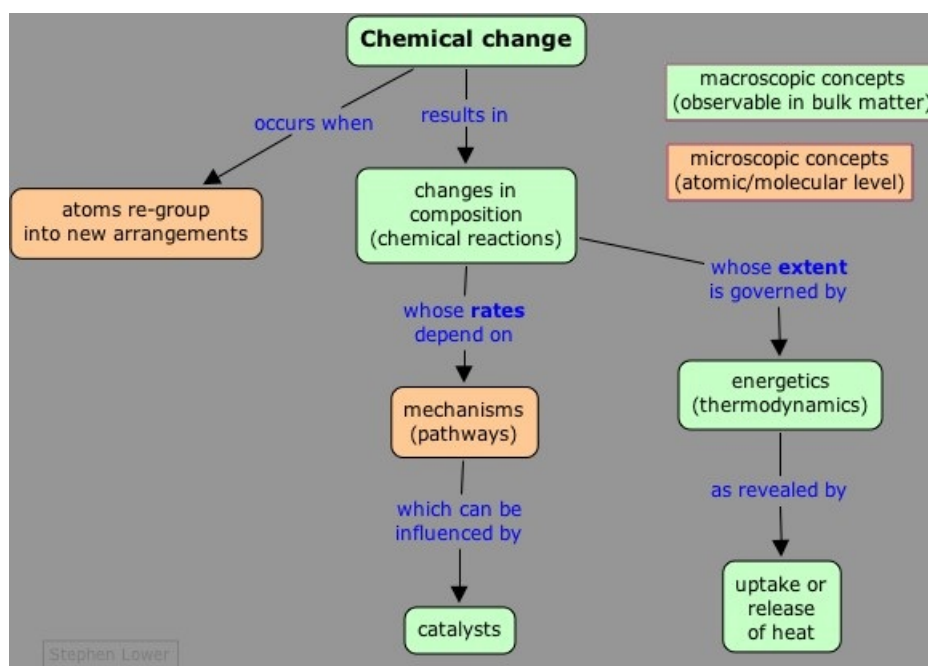 Chemical change
macroscopic concepts
(observable in bulk matter)
occurs when
results in
microscopic concepts
(atomic/molecular level)
atoms re-group
into new arrangements
changes in
composition
(chemical reactions)
whose extent
is governed by
whose rates
depend on
energetics
(thermodynamics)
mechanisms
(pathways)
as revealed by
which can be
influenced by
uptake or
release
of heat
catalysts
Stephen Lower